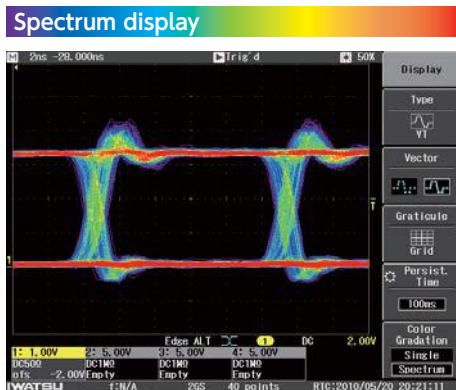 Spectrum display
M 2ns -28.000ns Trig'd 50%
Display
Type
VT
Vector
Graticule
Grid
Persist.
Time
100ms
Color
Gradation
Single
Spectrum
T
1
Edge ALT 1 DC 2.00V
1: 1.00V 2: 5.00V 3: 5.00V 4: 5.00V
DC50Ω DC1MΩ DC1MΩ DC1MΩ
ofs -2.00V Empty Empty Empty
IWATSU f:N/A 2GS 40 points RTC:2010/05/20 20:21:11